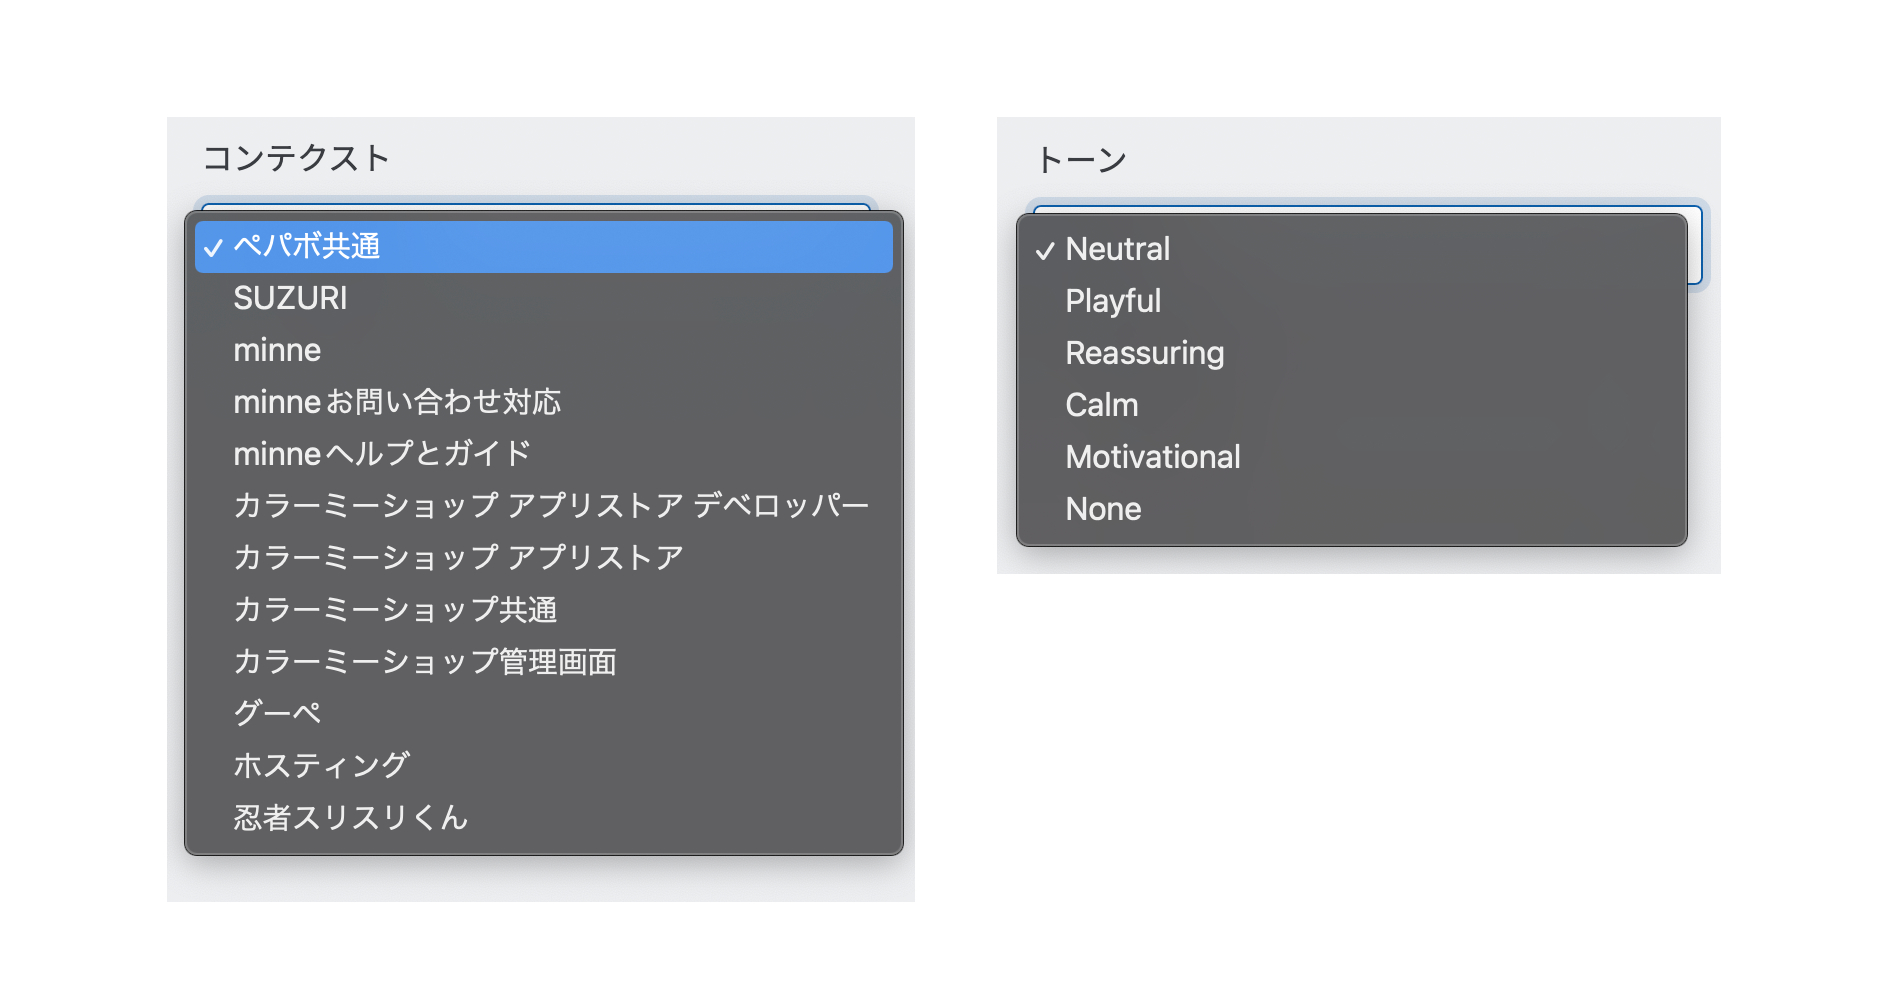 コンテクスト
✓ ペパボ共通
SUZURI
minne
minneお問い合わせ対応
minneヘルプとガイド
カラーミーショップ アプリストア デベロッパー
カラーミーショップ アプリストア
カラーミーショップ共通
カラーミーショップ管理画面
グーペ
ホスティング
忍者スリスリくん
トーン
✓ Neutral
Playful
Reassuring
Calm
Motivational
None